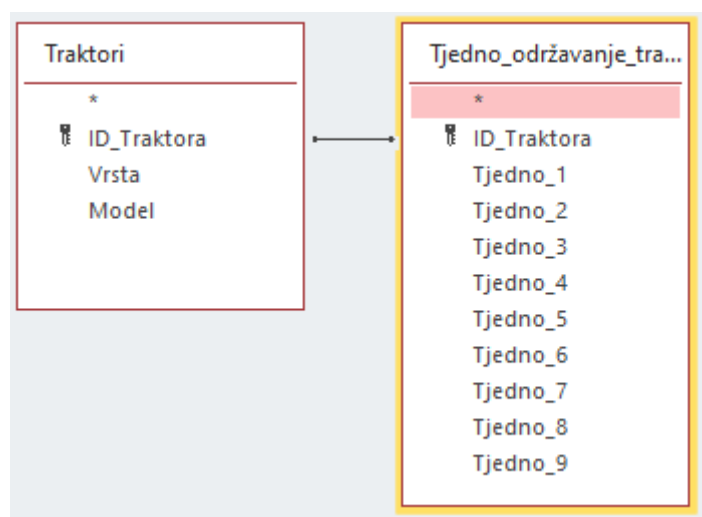 Traktori
*
ID_Traktora
Vrsta
Model
Tjedno_održavanje_tra...
*
ID_Traktora
Tjedno_1
Tjedno_2
Tjedno_3
Tjedno_4
Tjedno_5
Tjedno_6
Tjedno_7
Tjedno_8
Tjedno_9